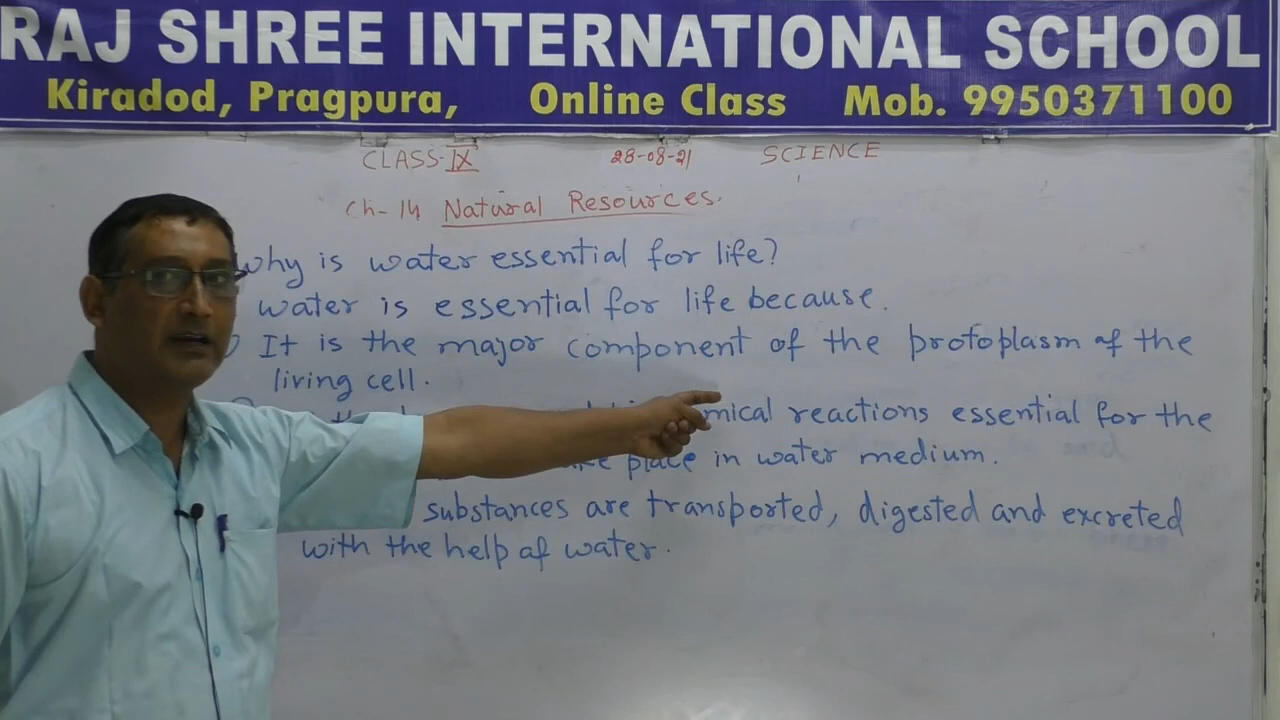 RAJ SHREE INTERNATIONAL SCHOOL
Kiradod, Pragpura, Online Class Mob. 9950371100
CLASS-IX 28-08-21 SCIENCE
Ch-14 Natural Resources.
Why is water essential for life?
water is essential for life because.
It is the major component of the protoplasm of the
living cell.
mical reactions essential for the
place in water medium.
substances are transported, digested and excreted
with the help of water.